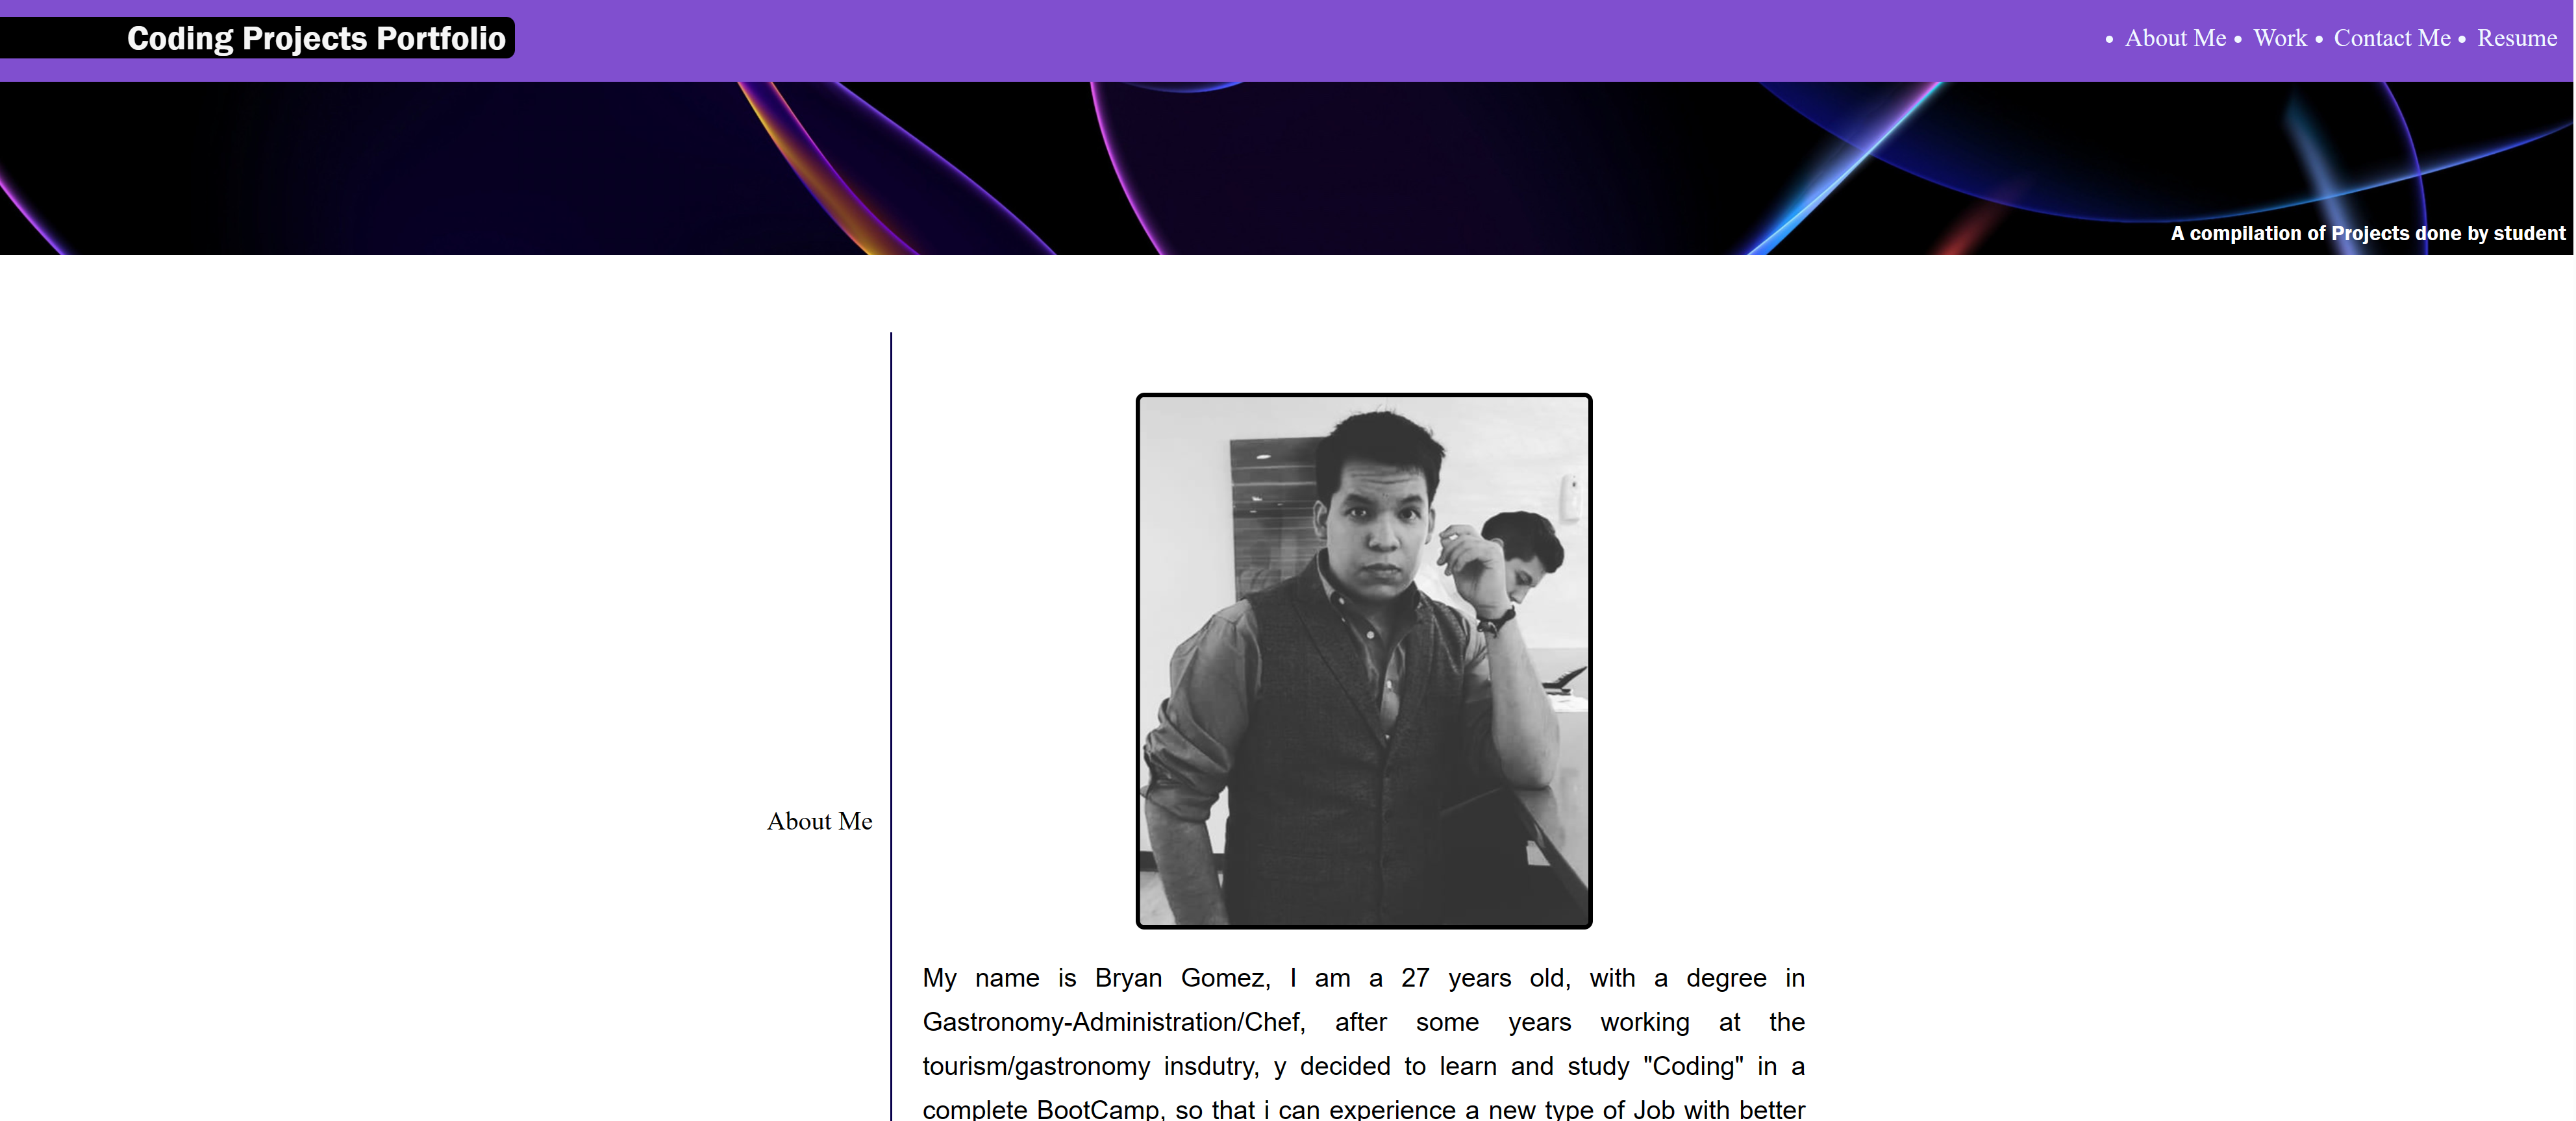 Coding Projects Portfolio
• About Me • Work • Contact Me • Resume
A compilation of Projects done by student
About Me
My name is Bryan Gomez, I am a 27 years old, with a degree in
Gastronomy-Administration/Chef, after some years working at the
tourism/gastronomy insdutry, y decided to learn and study "Coding" in a
complete BootCamp, so that i can experience a new type of Job with better